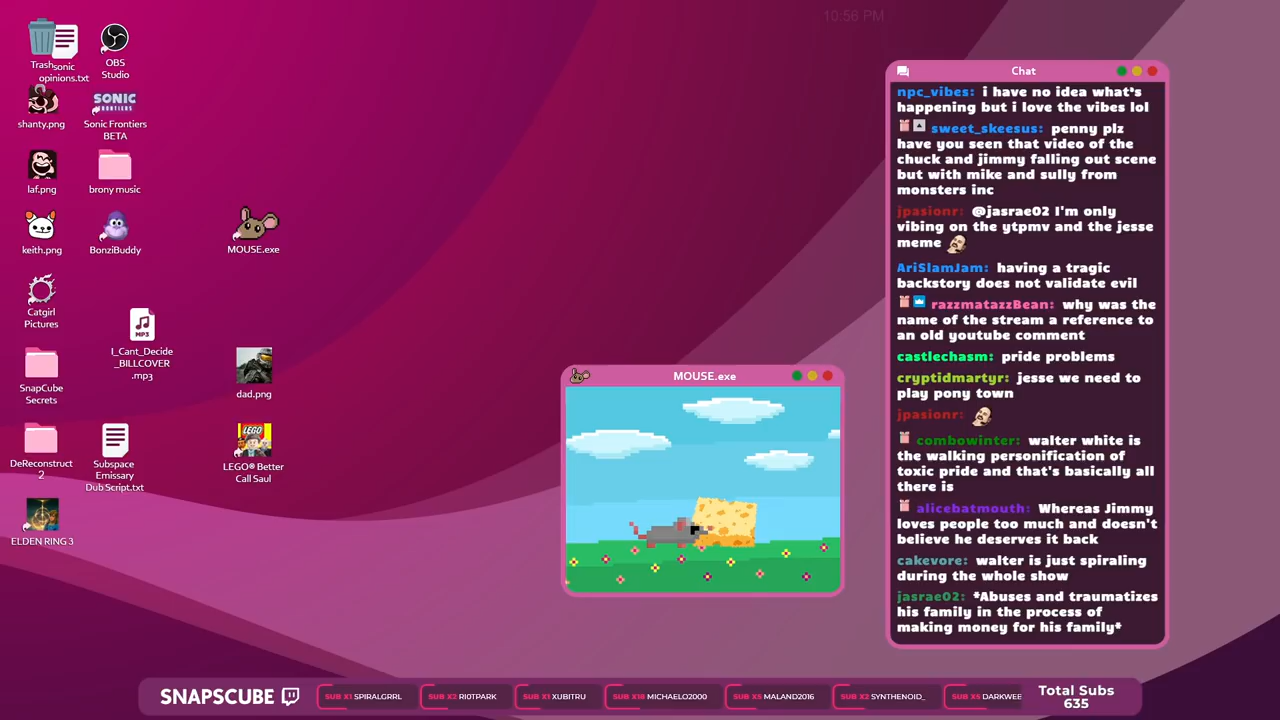 10:56 PM
Trash
sonic
opinions.txt
OBS
Studio
shanty.png
SONIC
FRONTIERS
Sonic Frontiers
BETA
laf.png
brony music
keith.png
BonziBuddy
MOUSE.exe
Catgirl
Pictures
MP3
I_Cant_Decide
_BILLCOVER
.mp3
SnapCube
Secrets
dad.png
DeReconstruct
2
Subspace
Emissary
Dub Script.txt
LEGO
LEGO® Better
Call Saul
ELDEN RING 3
MOUSE.exe
Chat
npc_vibes: i have no idea what's
happening but i love the vibes lol
sweet_skeesus: penny plz
have you seen that video of the
chuck and jimmy falling out scene
but with mike and sully from
monsters inc
jpasionr: @jasrae02 I'm only
vibing on the ytpmv and the jesse
meme
AriSlamJam: having a tragic
backstory does not validate evil
razzmatazzBean: why was the
name of the stream a reference to
an old youtube comment
castlechasm: pride problems
cryptidmartyr: jesse we need to
play pony town
jpasionr:
combowinter: walter white is
the walking personification of
toxic pride and that's basically all
there is
alicebatmouth: Whereas Jimmy
loves people too much and doesn't
believe he deserves it back
cakevore: walter is just spiraling
during the whole show
jasrae02: *Abuses and traumatizes
his family in the process of
making money for his family*
SNAPSCUBE
SUB X1 SPIRALGRRL
SUB X2 RI0TPARK
SUB X1 XUBITRU
SUB X18 MICHAELO2000
SUB X5 MALAND2016
SUB X2 SYNTHENOID_
SUB X5 DARKWEE
Total Subs
635